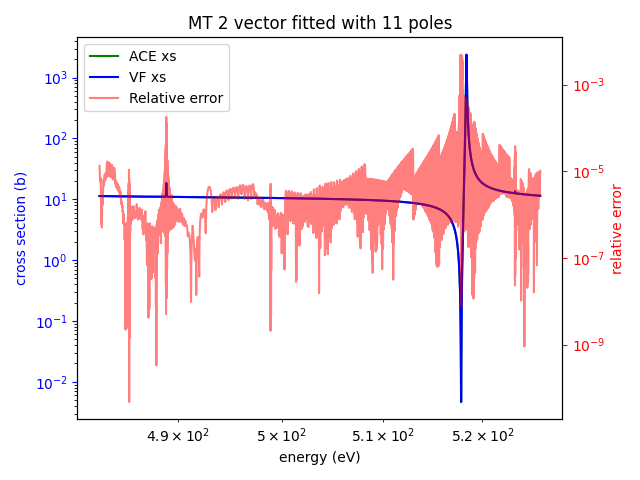 MT 2 vector fitted with 11 poles
ACE xs
VF xs
Relative error
10³
10²
10¹
10⁰
10⁻¹
10⁻²
cross section (b)
10⁻³
10⁻⁵
10⁻⁷
10⁻⁹
relative error
4.9 × 10²
5 × 10²
5.1 × 10²
5.2 × 10²
energy (eV)